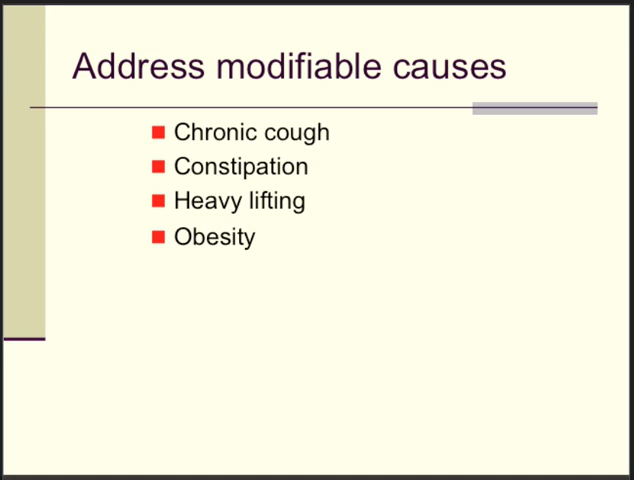 Address modifiable causes
Chronic cough
Constipation
Heavy lifting
Obesity